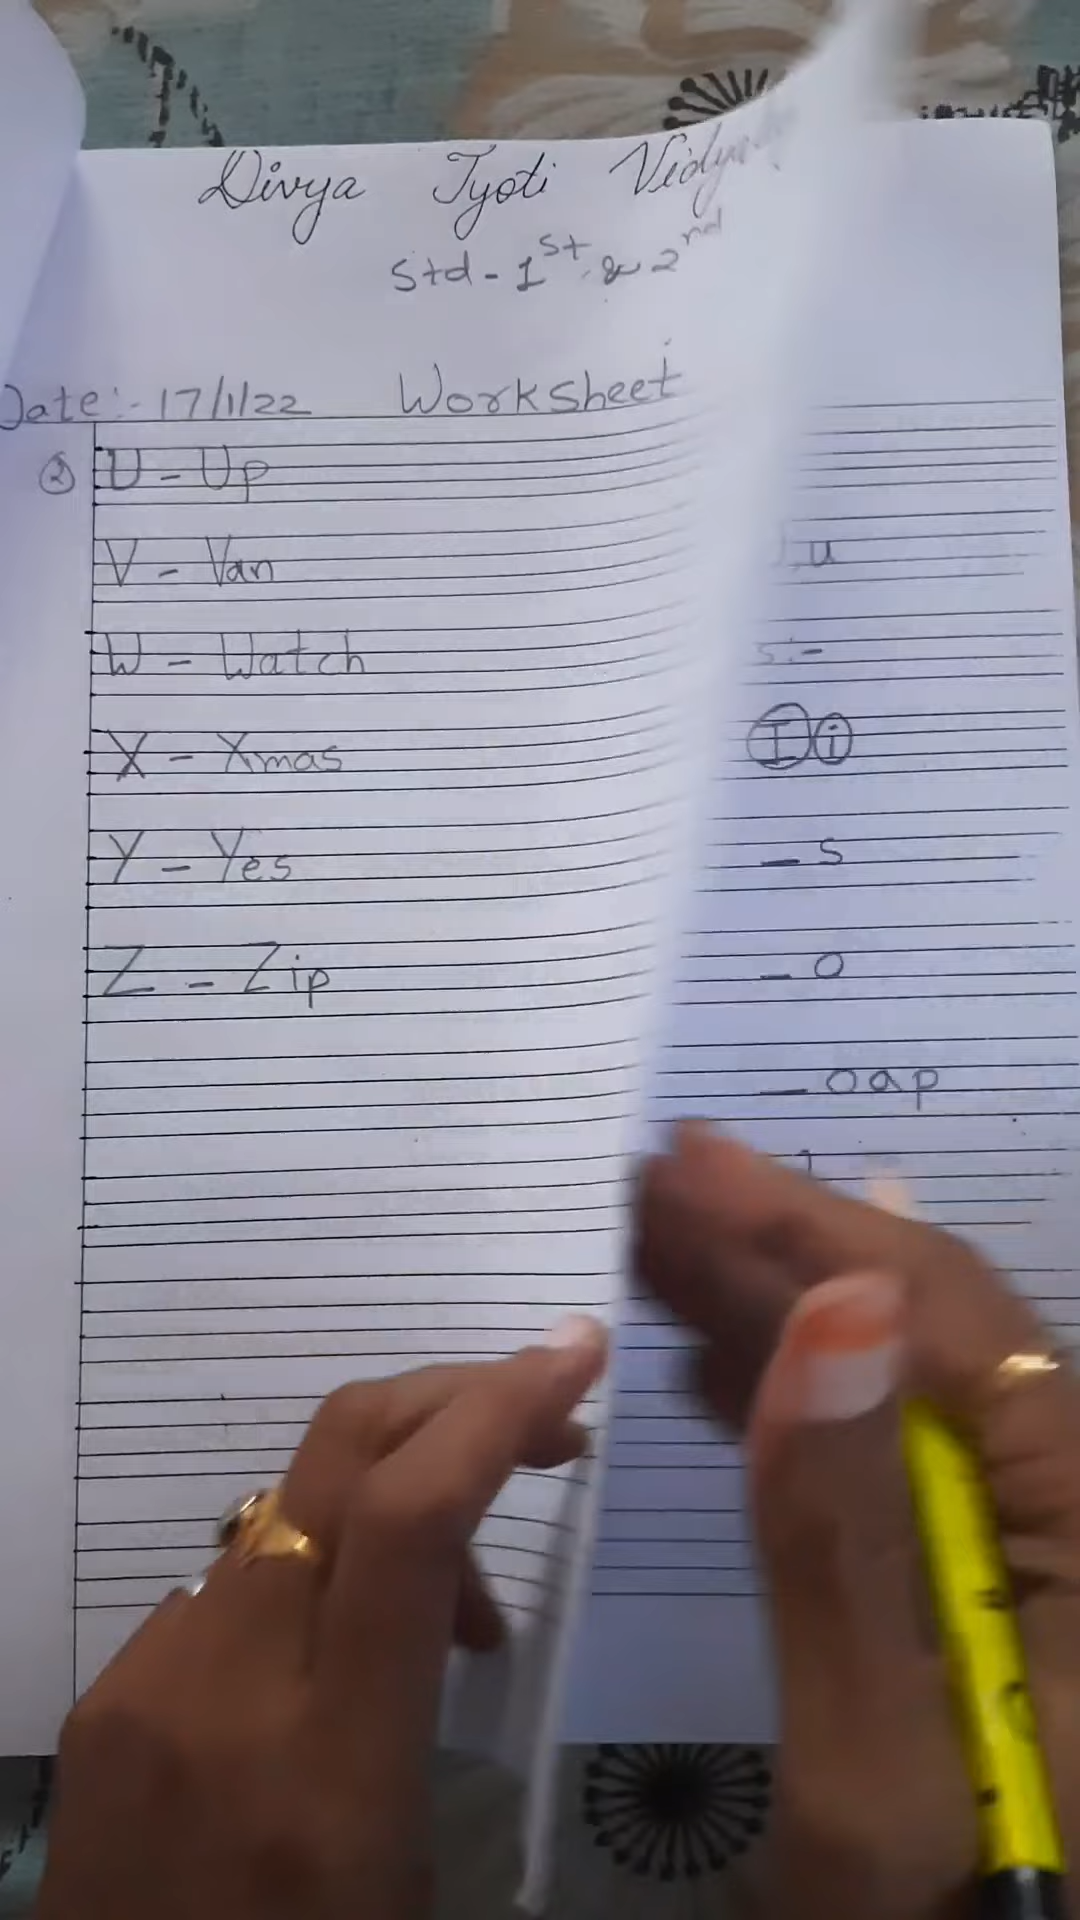 Divya Jyoti
Std - 1st & 2nd
Date:- 17/1/22 Worksheet
② U - Up
V - Van
W - Watch
X - Xmas
Y - Yes
Z - Zip
u
s:-
I i
_ s
_ o
_ oap